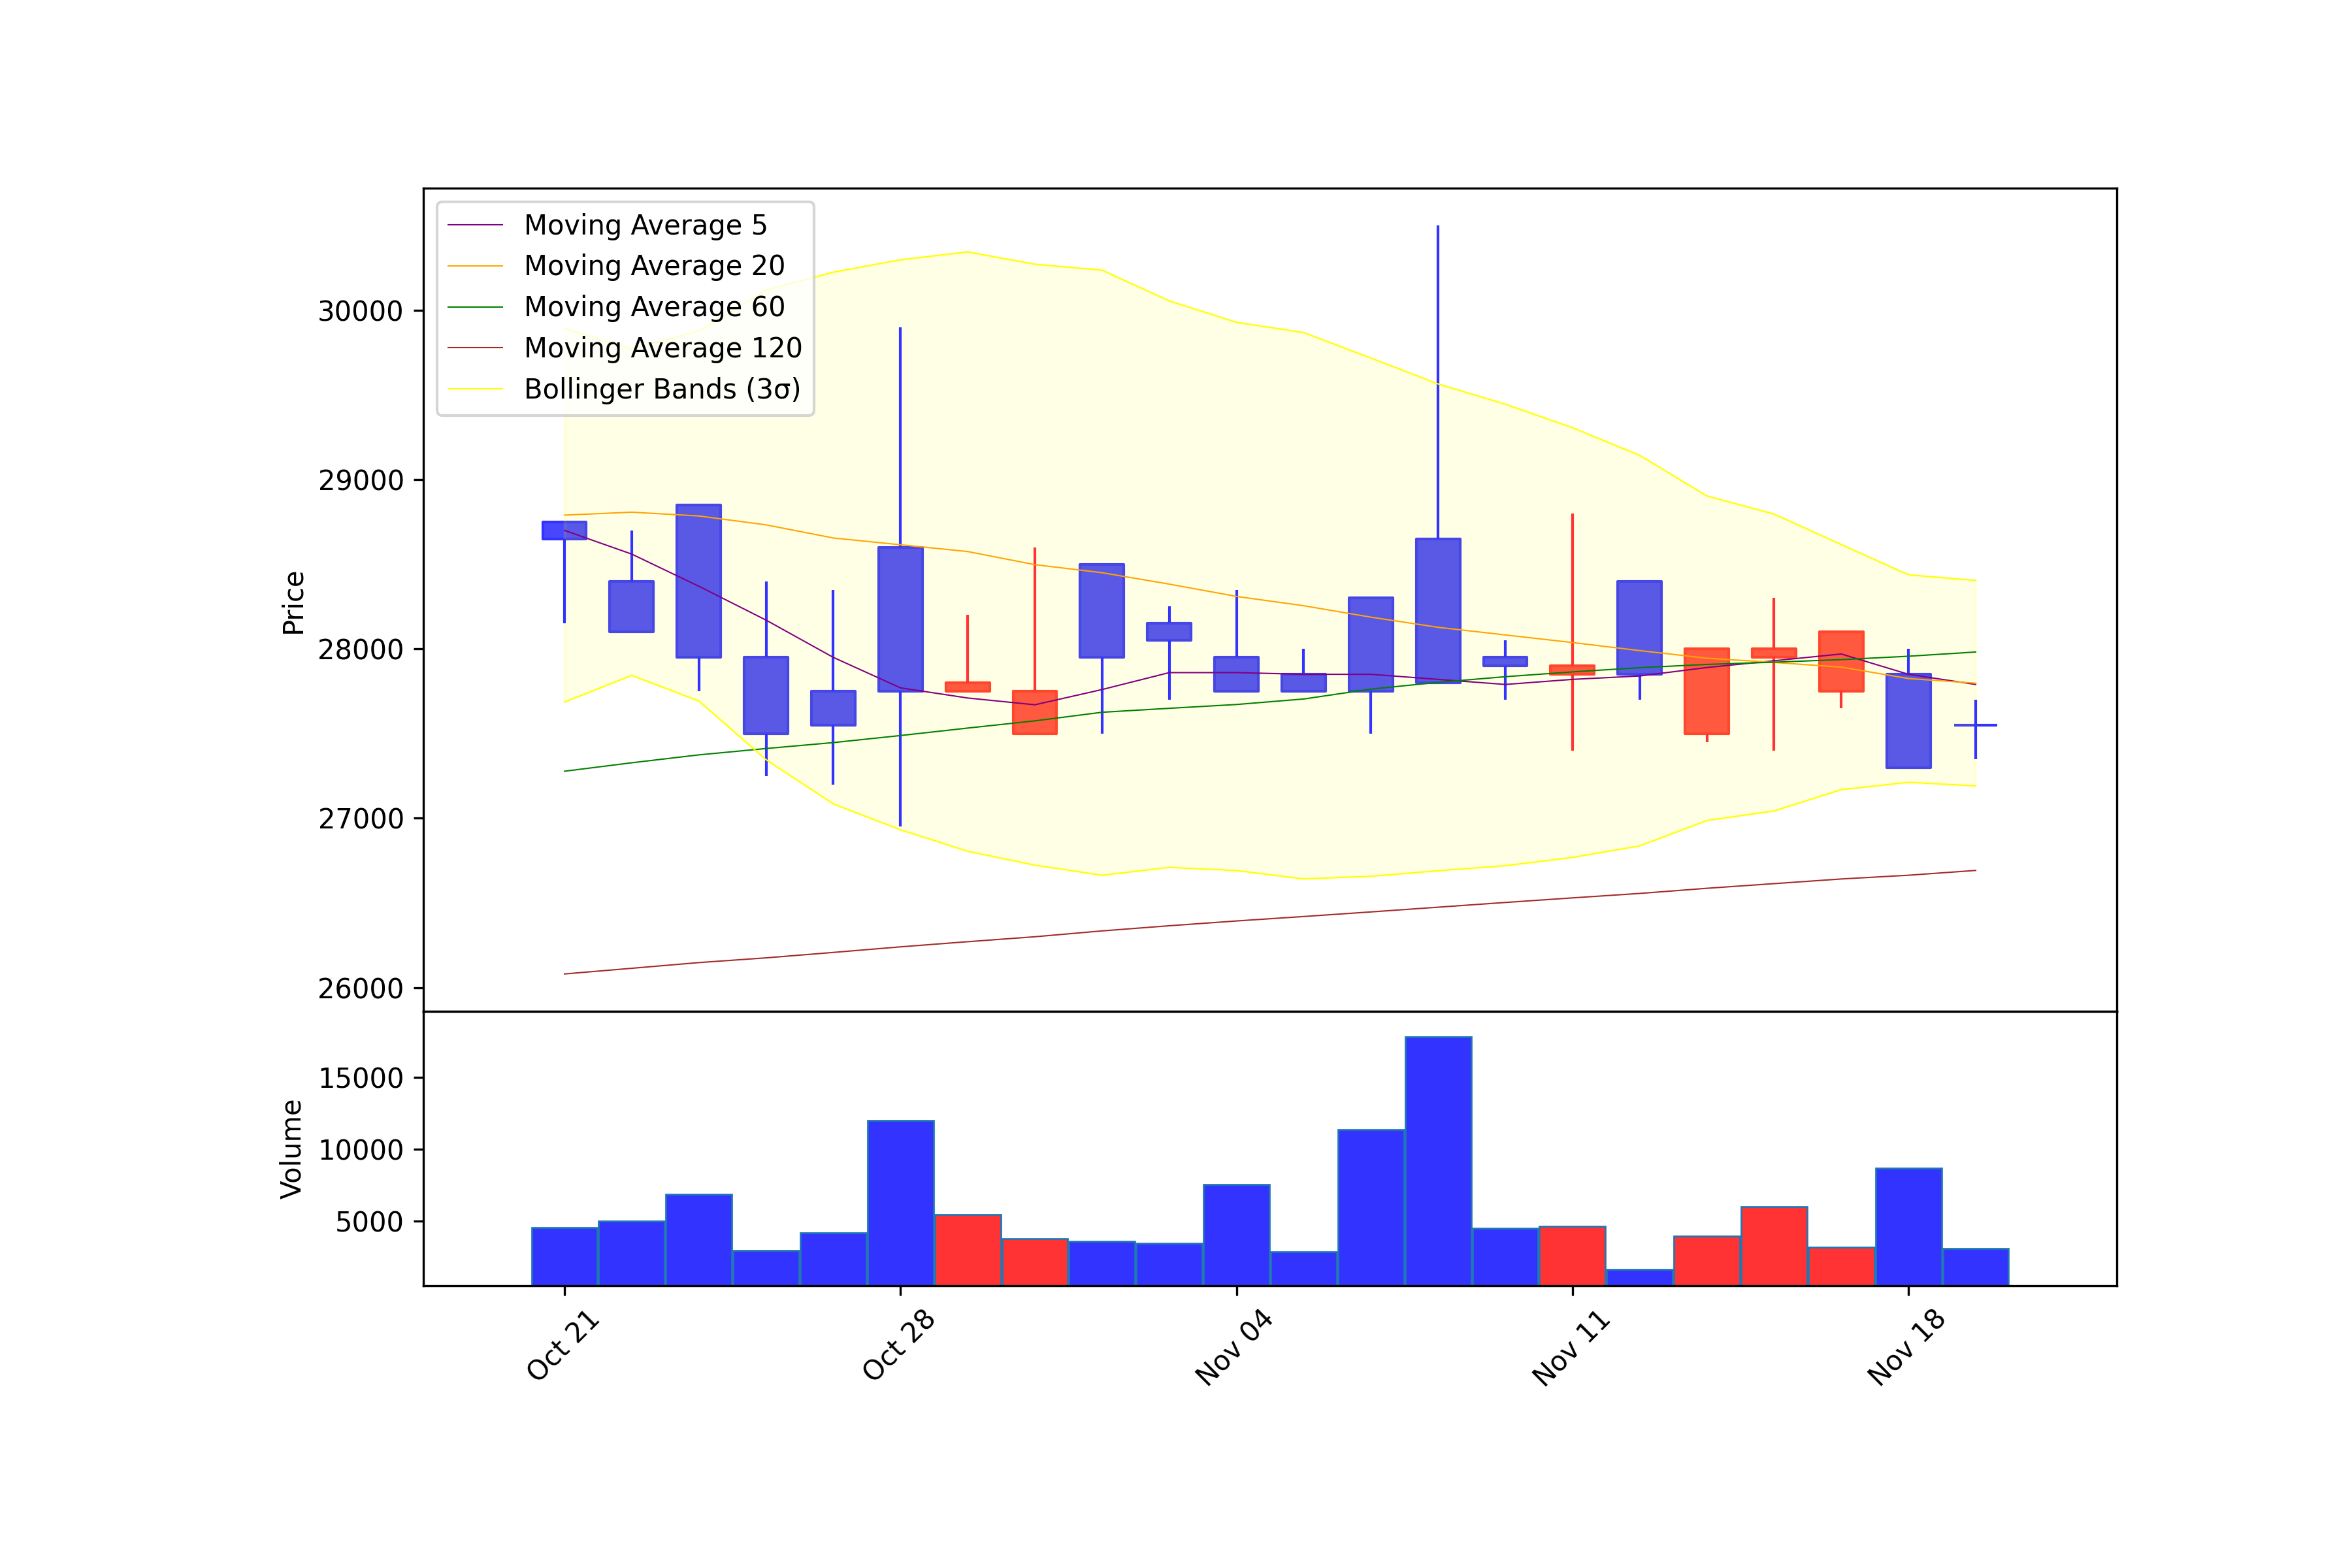 Moving Average 5
Moving Average 20
Moving Average 60
Moving Average 120
Bollinger Bands (3σ)
Price
30000
29000
28000
27000
26000
Volume
15000
10000
5000
Oct 21
Oct 28
Nov 04
Nov 11
Nov 18